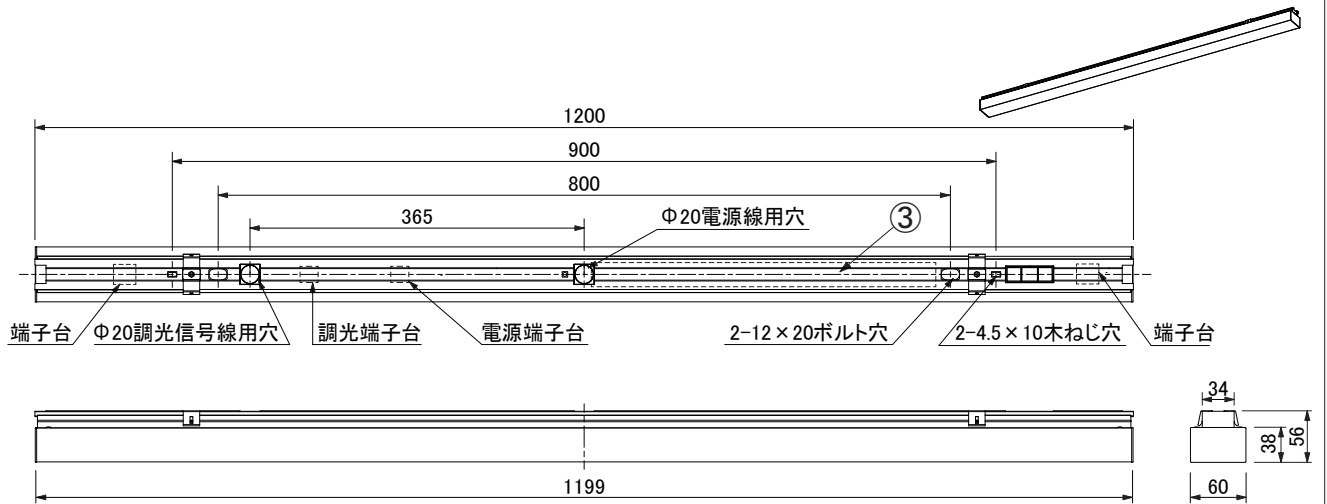 1200
900
800
365
Φ20電源線用穴
③
端子台
Φ20調光信号線用穴
調光端子台
電源端子台
2-12×20ボルト穴
2-4.5×10木ねじ穴
端子台
34
38
56
1199
60